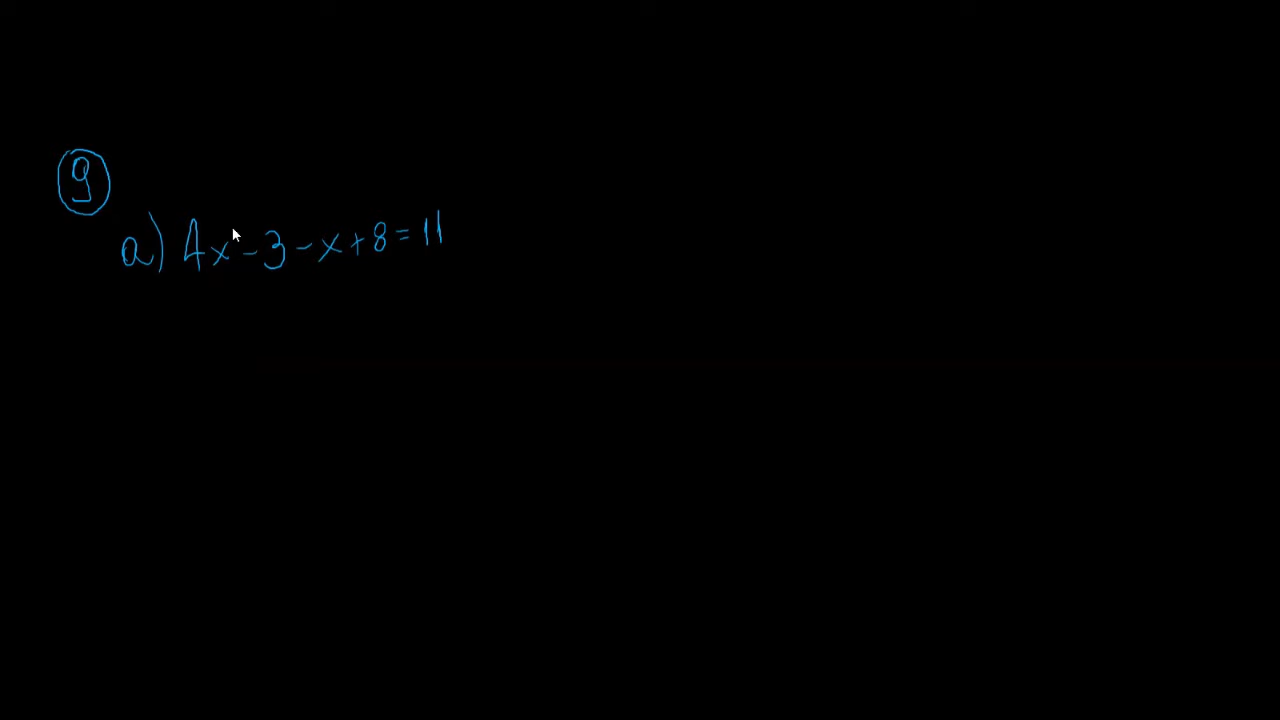 9
a) 4x - 3 - x + 8 = 11